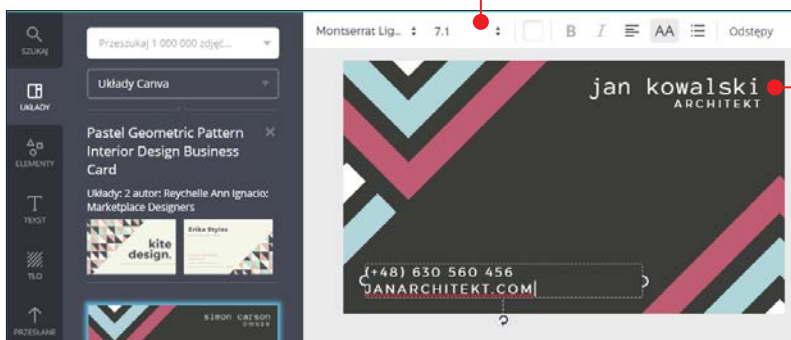 SZUKAJ
UKŁADY
ELEMENTY
TEKST
TŁO
PRZESŁANE
Przeszukaj 1 000 000 zdjęć...
Układy Canva
Pastel Geometric Pattern
Interior Design Business
Card
Układy: 2 autor: Reychelle Ann Ignacio:
Marketplace Designers
kite
design.
Erika Styles
simon carson
OWNER
Montserrat Lig... 7.1 B I AA Odstępy
jan kowalski
ARCHITEKT
(+48) 630 560 456
JANARCHITEKT.COM